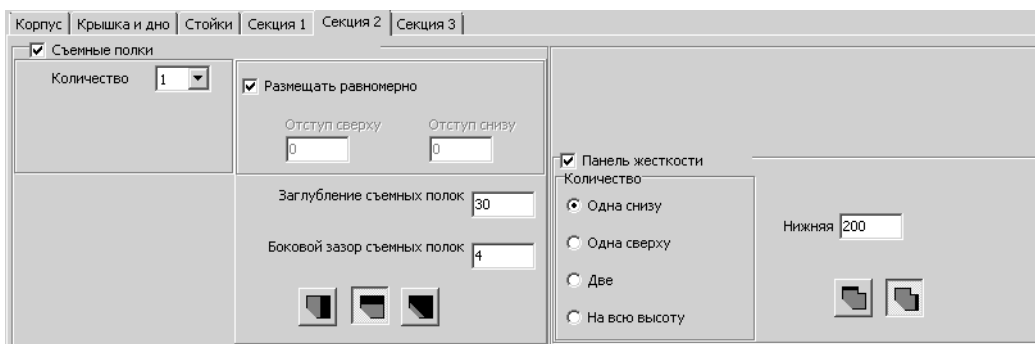 Корпус Крышка и дно Стойки Секция 1 Секция 2 Секция 3
Съемные полки
Количество 1
Размещать равномерно
Отступ сверху Отступ снизу
0 0
Заглубление съемных полок 30
Боковой зазор съемных полок 4
Панель жесткости
Количество
Одна снизу
Одна сверху
Две
На всю высоту
Нижняя 200